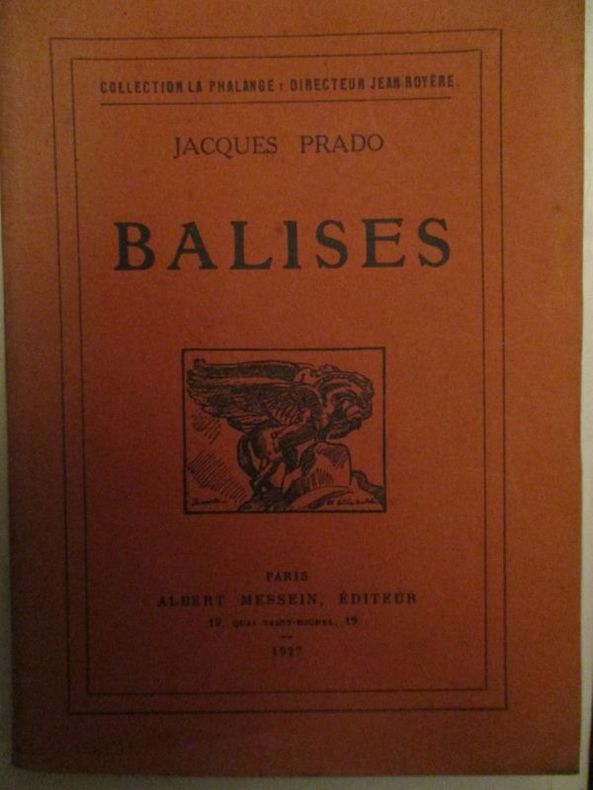 COLLECTION LA PHALANGE : DIRECTEUR JEAN ROYÈRE.
JACQUES PRADO
BALISES
PARIS
ALBERT MESSEIN, ÉDITEUR
19, QUAI SAINT-MICHEL, 19
1927